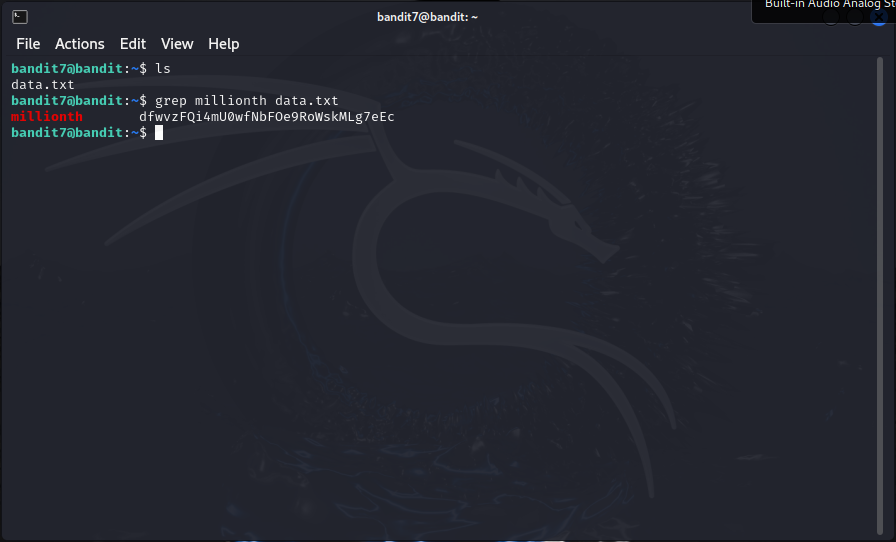 Built-in Audio Analog St
bandit7@bandit: ~
File Actions Edit View Help
bandit7@bandit:~$ ls
data.txt
bandit7@bandit:~$ grep millionth data.txt
millionth dfwvzFQi4mU0wfNbFOe9RoWskMLg7eEc
bandit7@bandit:~$